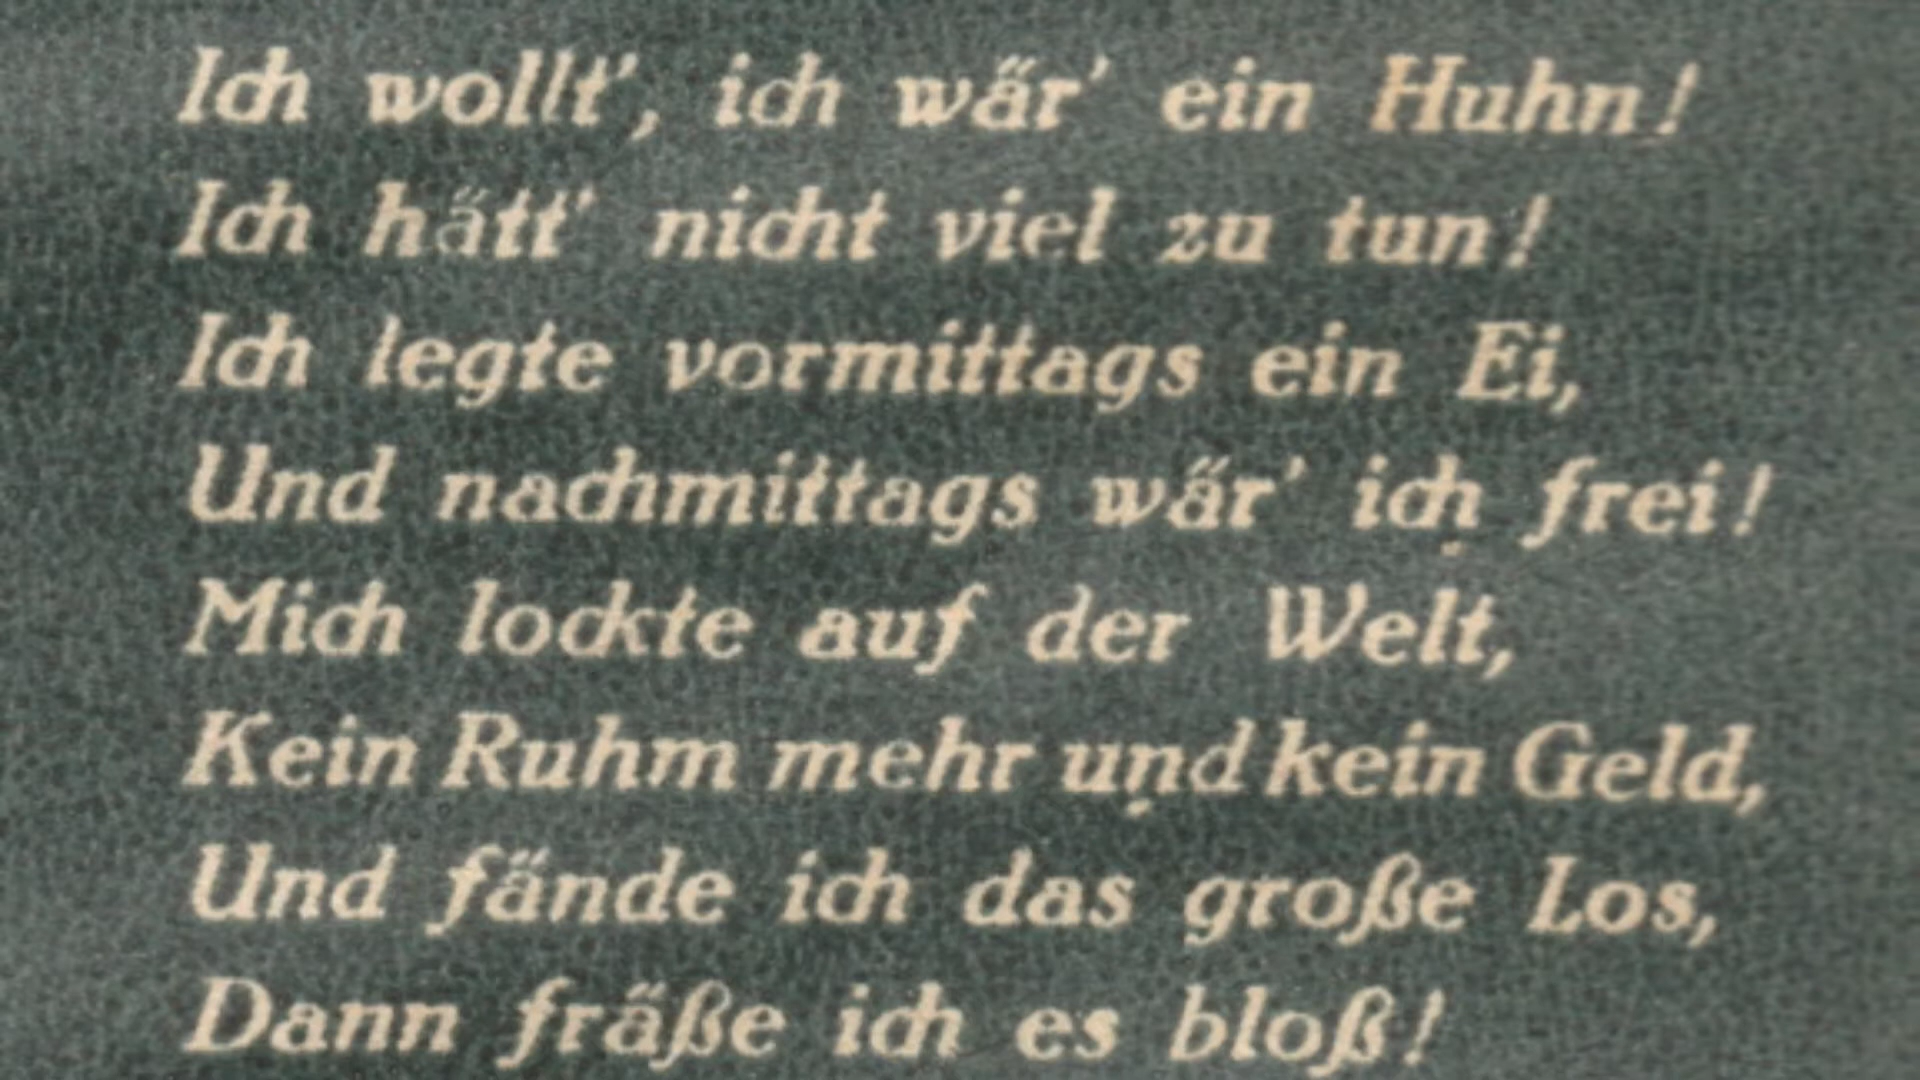 Ich wollt', ich wär' ein Huhn!
Ich hätt' nicht viel zu tun!
Ich legte vormittags ein Ei,
Und nachmittags wär' ich frei!
Mich lockte auf der Welt,
Kein Ruhm mehr und kein Geld,
Und fände ich das große Los,
Dann fräße ich es bloß!